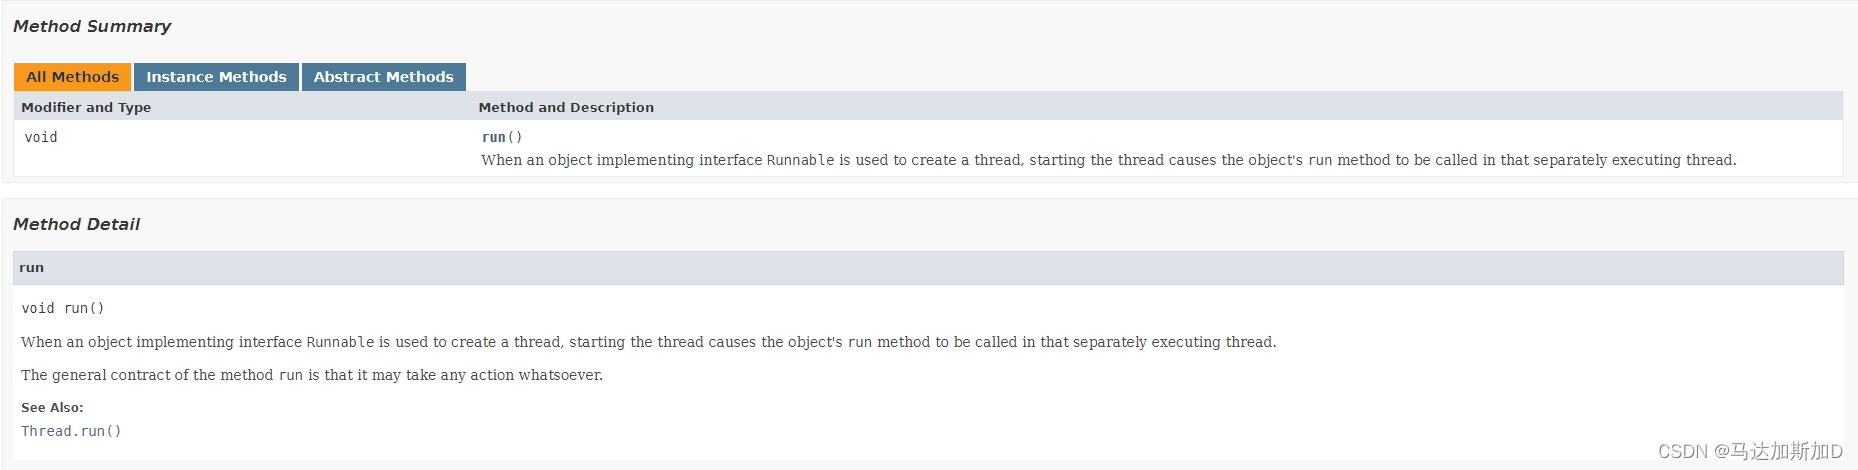 Method Summary
All Methods Instance Methods Abstract Methods
Modifier and Type Method and Description
void run()
When an object implementing interface Runnable is used to create a thread, starting the thread causes the object's run method to be called in that separately executing thread.
Method Detail
run
void run()
When an object implementing interface Runnable is used to create a thread, starting the thread causes the object's run method to be called in that separately executing thread.
The general contract of the method run is that it may take any action whatsoever.
See Also:
Thread.run()
CSDN @马达加斯加D